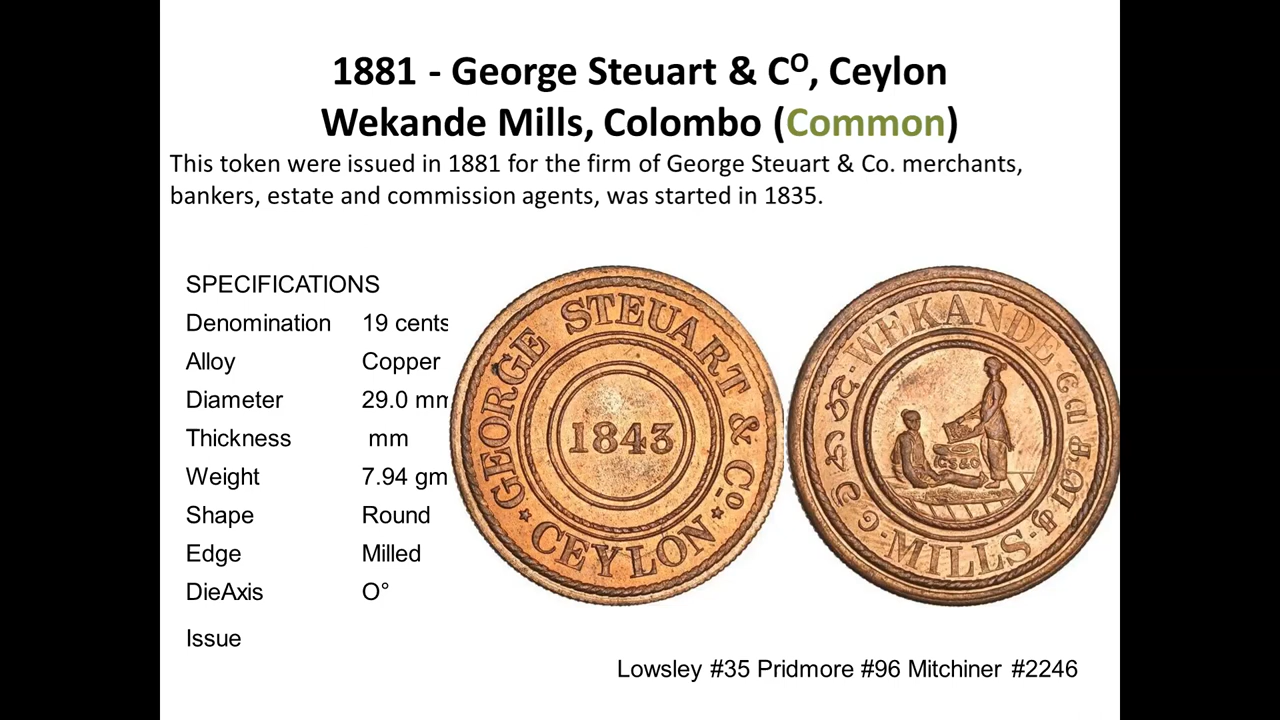 1881 - George Steuart & Cᴼ, Ceylon
Wekande Mills, Colombo (Common)
This token were issued in 1881 for the firm of George Steuart & Co. merchants,
bankers, estate and commission agents, was started in 1835.
SPECIFICATIONS
Denomination 19 cents
Alloy Copper
Diameter 29.0 mm
Thickness mm
Weight 7.94 gm
Shape Round
Edge Milled
DieAxis O°
Issue
GEORGE STEUART & Cº
CEYLON
1843
WEKANDE
MILLS
GS&O
Lowsley #35 Pridmore #96 Mitchiner #2246